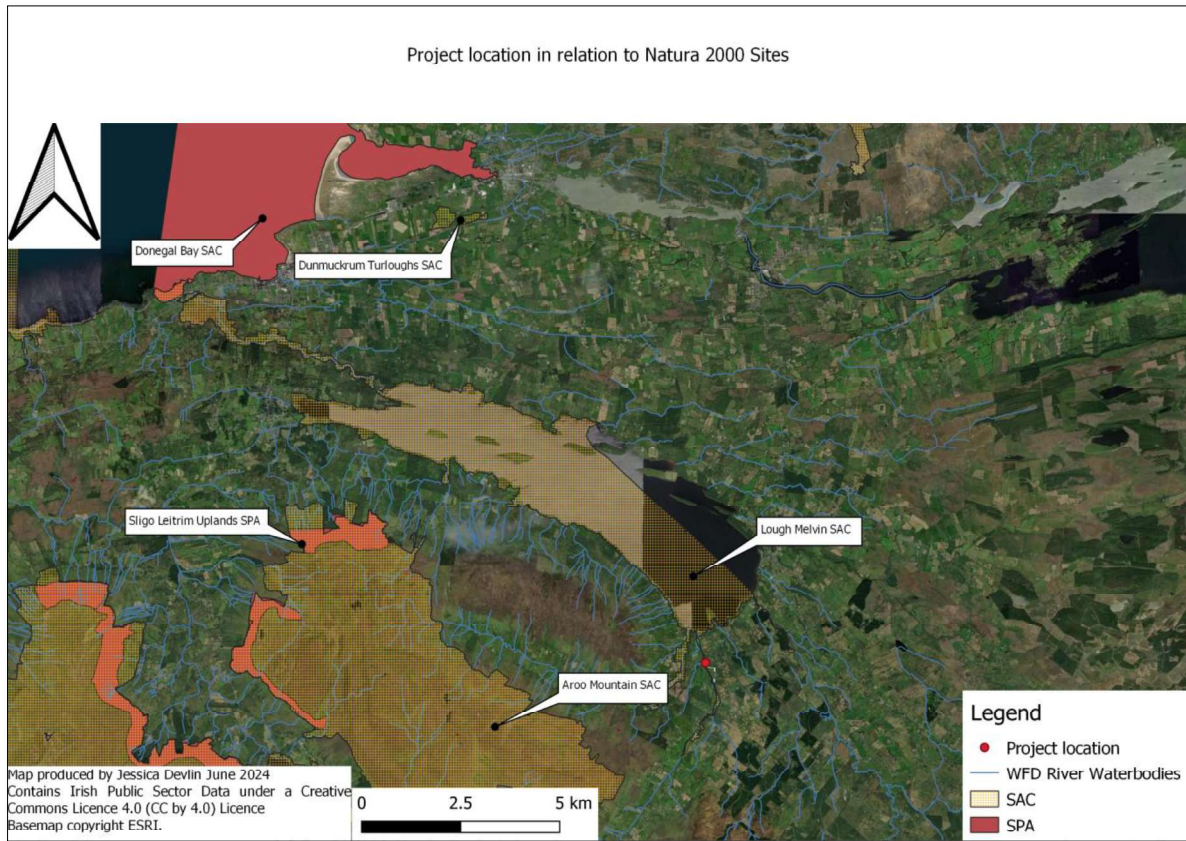 Project location in relation to Natura 2000 Sites
Donegal Bay SAC
Dunmuckrum Turloughs SAC
Sligo Leitrim Uplands SPA
Lough Melvin SAC
Aroo Mountain SAC
Map produced by Jessica Devlin June 2024
Contains Irish Public Sector Data under a Creative
Commons Licence 4.0 (CC by 4.0) Licence
Basemap copyright ESRI.
0 2.5 5 km
Legend
Project location
WFD River Waterbodies
SAC
SPA